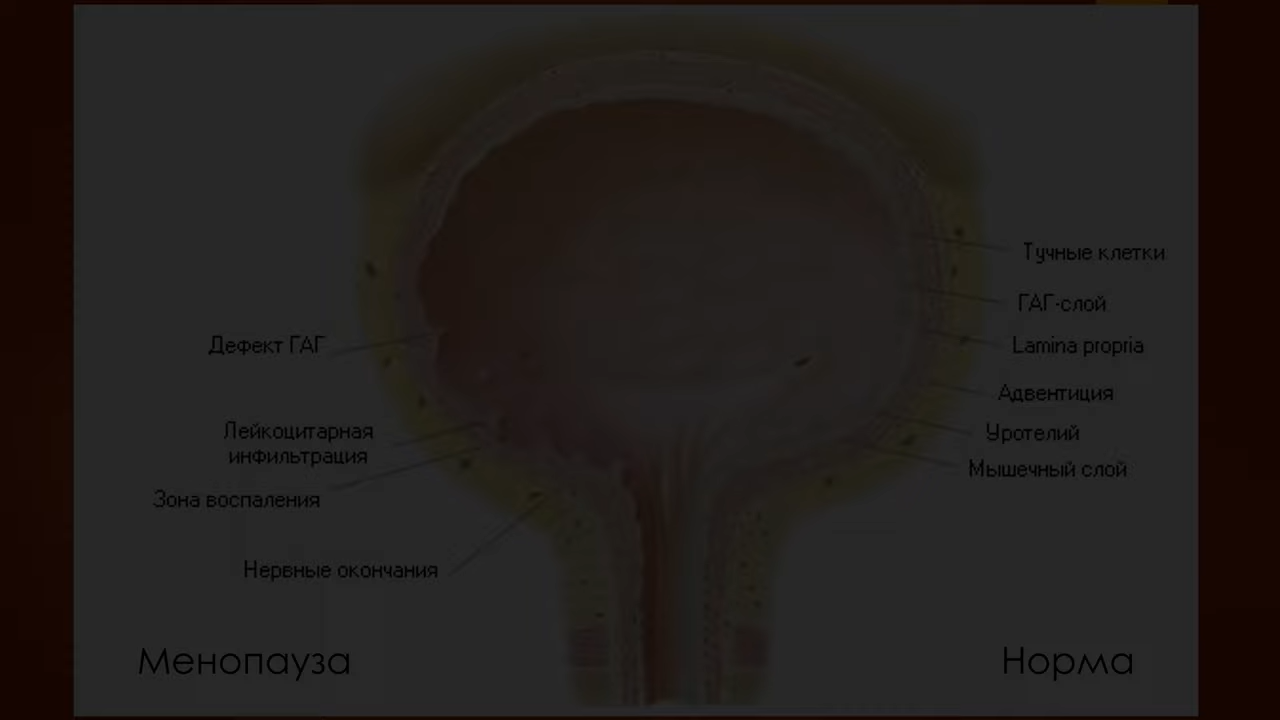 Тучные клетки
ГАГ-слой
Lamina propria
Дефект ГАГ
Адвентиция
Лейкоцитарная
инфильтрация
Уротелий
Мышечный слой
Зона воспаления
Нервные окончания
Менопауза
Норма